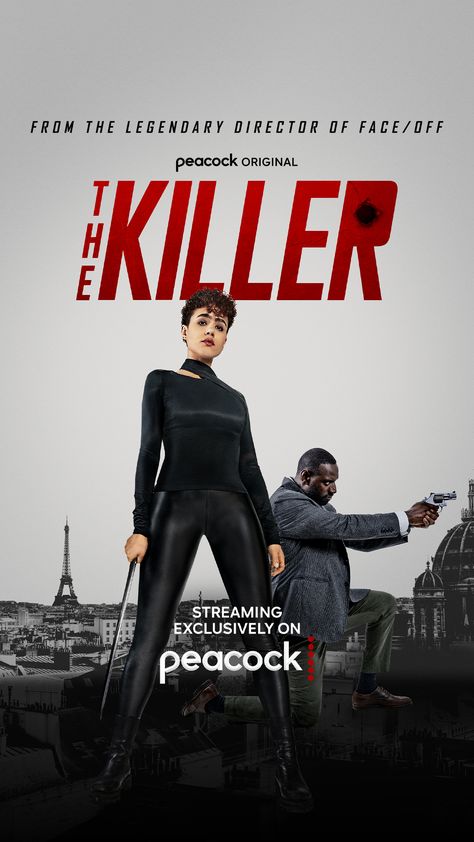 FROM THE LEGENDARY DIRECTOR OF FACE/OFF
peacock ORIGINAL
THE KILLER
STREAMING
EXCLUSIVELY ON
peacock